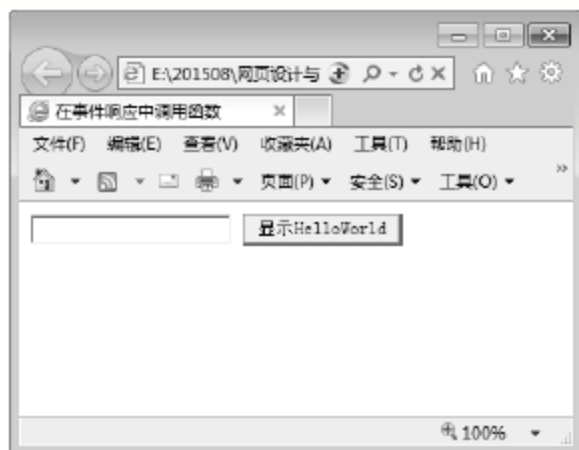 E:\201508\网页设计与
在事件响应中调用函数
文件(F) 编辑(E) 查看(V) 收藏夹(A) 工具(T) 帮助(H)
页面(P) 安全(S) 工具(O) »
显示HelloWorld
100%